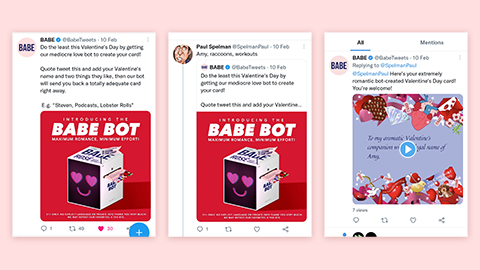 BABE @BabeTweets · 10 Feb
Do the least this Valentine's Day by getting
our mediocre love bot to create your card!
Quote tweet this and add your Valentine's
name and two things they like, then our bot
will send you back a totally adequate card
right away.
E.g. "Steven, Podcasts, Lobster Rolls"
INTRODUCING THE
BABE BOT
MAXIMUM ROMANCE, MINIMUM EFFORT!
BABE
ROSÉ
1
49
30
Paul Spelman @SpelmanPaul · 10 Feb
Amy, raccoons, workouts
BABE @BabeTweets · 10 Feb
Do the least this Valentine's Day by
getting our mediocre love bot to create
your card!
Quote tweet this and add your Valentine...
INTRODUCING THE
BABE BOT
MAXIMUM ROMANCE, MINIMUM EFFORT!
1
All
Mentions
BABE @BabeTweets · 10 Feb
Replying to @SpelmanPaul
@SpelmanPaul Here's your extremely
romantic bot-created Valentine's Day card!
You're welcome!
To my aromatic Valentine's
companion
legal name of
Amy,
7 views